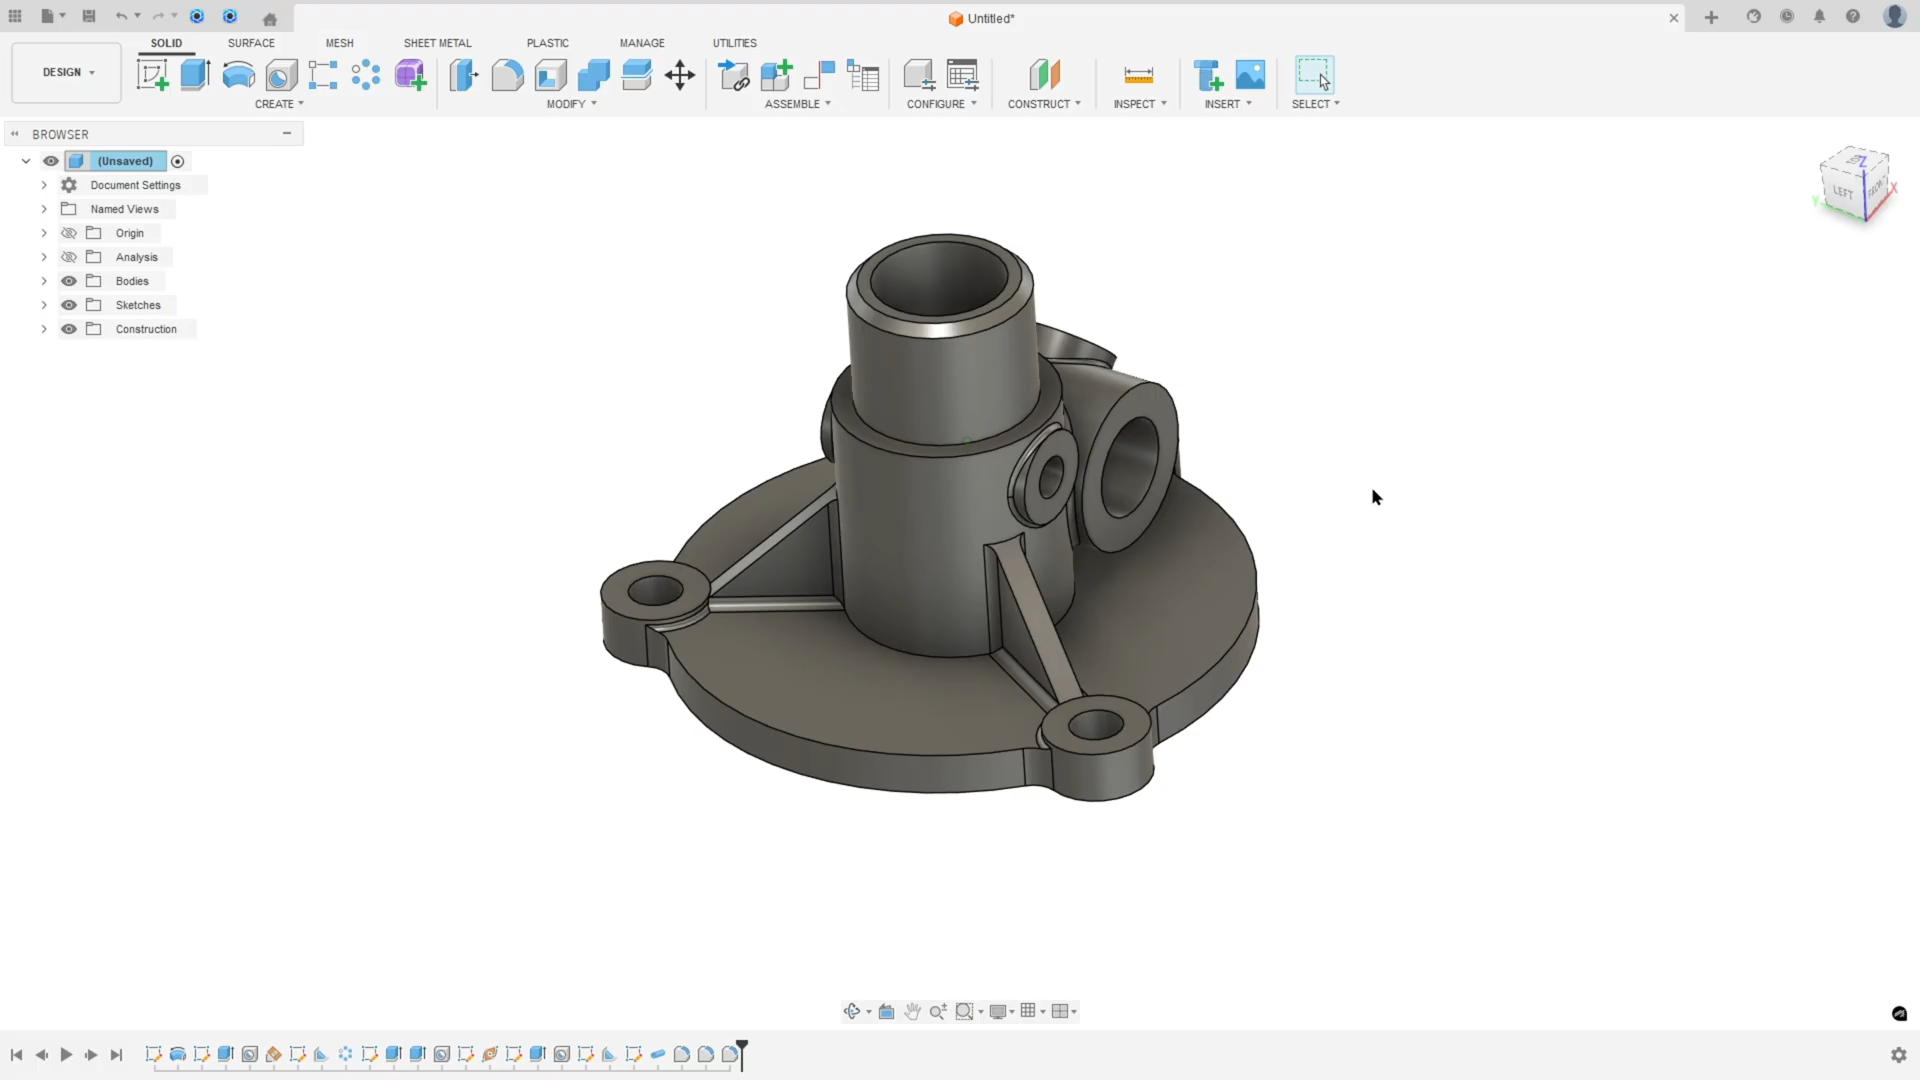 Untitled*
DESIGN
SOLID SURFACE MESH SHEET METAL PLASTIC MANAGE UTILITIES
CREATE MODIFY ASSEMBLE CONFIGURE CONSTRUCT INSPECT INSERT SELECT
BROWSER
(Unsaved)
Document Settings
Named Views
Origin
Analysis
Bodies
Sketches
Construction
Z
LEFT
FRONT
X
Y